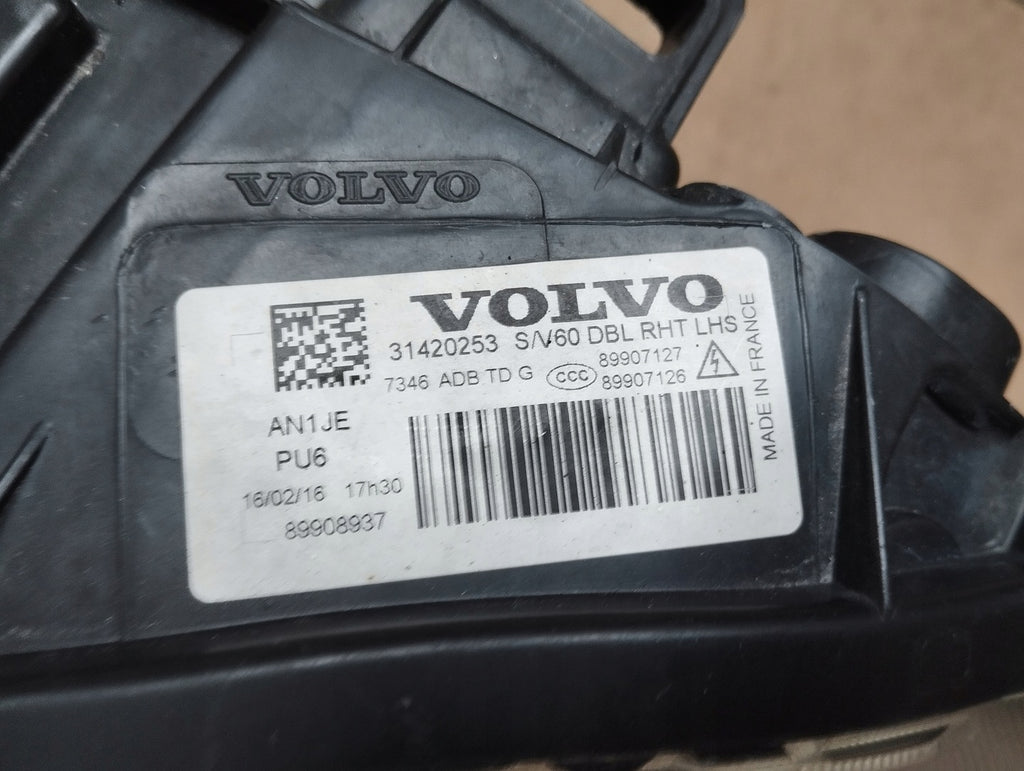 VOLVO
VOLVO
31420253 S/V60 DBL RHT LHS
7346 ADB TD G CCC 89907127
89907126
MADE IN FRANCE
AN1JE
PU6
16/02/16 17h30
89908937